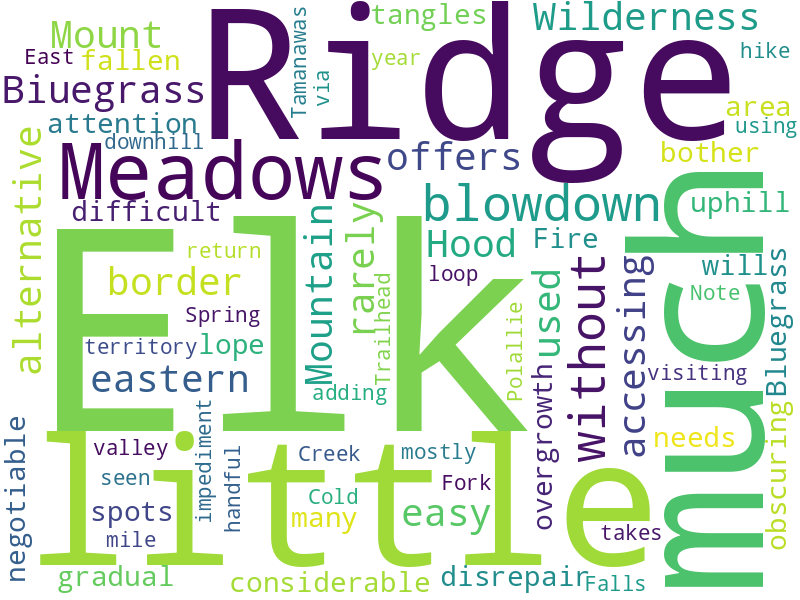 Ridge
tangles
Wilderness
Mount
East
fallen
Tamanawas
via
year
hike
Biuegrass
area
attention
using
downhill
Meadows
offers
bother
alternative
difficult
blowdown
uphill
much
Elk
Mountain
rarely
Hood
Fire
return
border
loop
used
without
accessing
will
Note
Bluegrass
Spring
territory
lope
Trailhead
Polallie
eastern
adding
visiting
overgrowth
little
negotiable
valley
impediment
handful
Creek
mostly
needs
obscuring
seen
Cold
Fork
spots
many
easy
mile
takes
gradual
considerable
disrepair
Falls